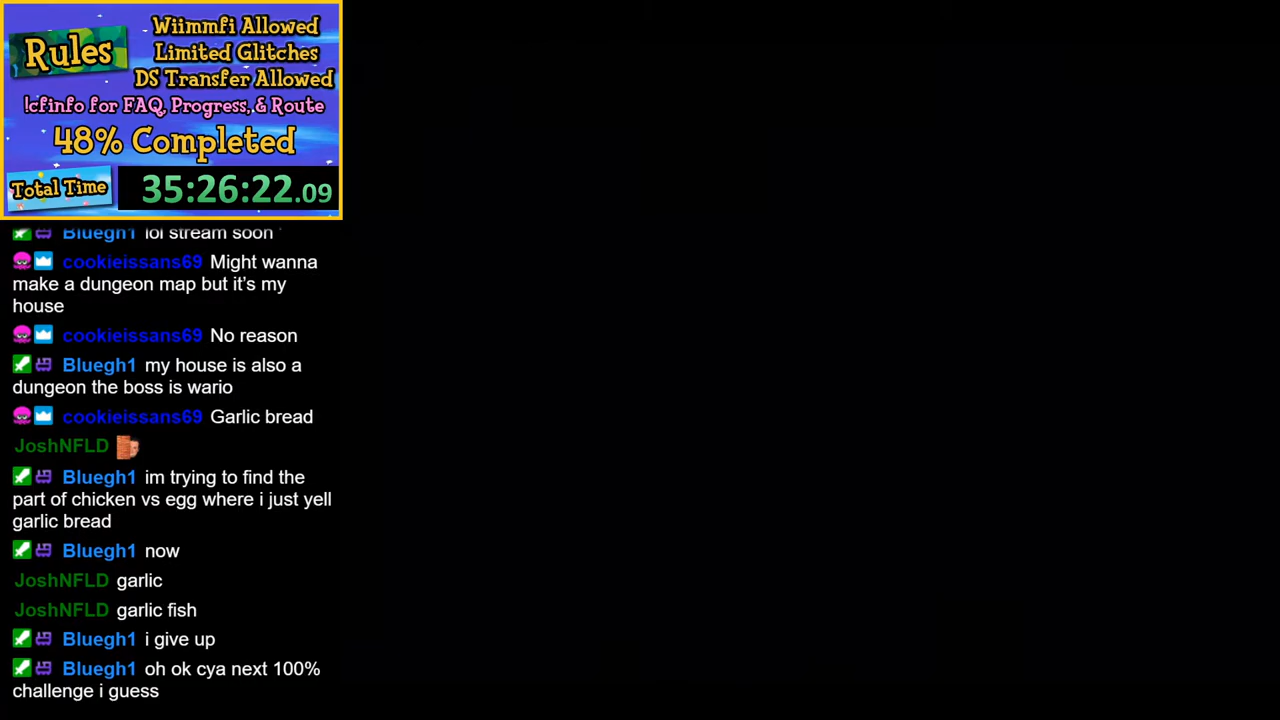 Rules
Wiimmfi Allowed
Limited Glitches
DS Transfer Allowed
!cfinfo for FAQ, Progress, & Route
48% Completed
Total Time
35:26:22.09
Bluegh1 lol stream soon
cookieissans69 Might wanna
make a dungeon map but it's my
house
cookieissans69 No reason
Bluegh1 my house is also a
dungeon the boss is wario
cookieissans69 Garlic bread
JoshNFLD
Bluegh1 im trying to find the
part of chicken vs egg where i just yell
garlic bread
Bluegh1 now
JoshNFLD garlic
JoshNFLD garlic fish
Bluegh1 i give up
Bluegh1 oh ok cya next 100%
challenge i guess